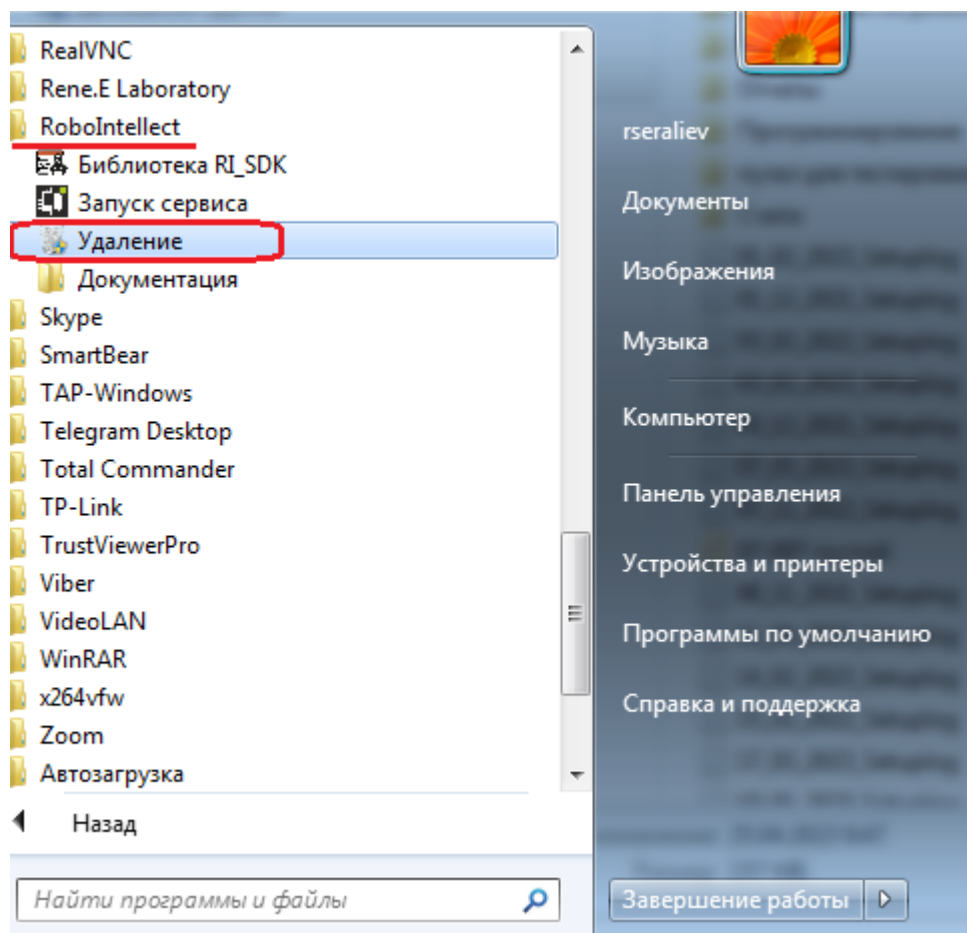 RealVNC
Rene.E Laboratory
RoboIntellect
Библиотека RI_SDK
Запуск сервиса
Удаление
Документация
Skype
SmartBear
TAP-Windows
Telegram Desktop
Total Commander
TP-Link
TrustViewerPro
Viber
VideoLAN
WinRAR
x264vfw
Zoom
Автозагрузка
Назад
Найти программы и файлы
rseraliev
Документы
Изображения
Музыка
Компьютер
Панель управления
Устройства и принтеры
Программы по умолчанию
Справка и поддержка
Завершение работы